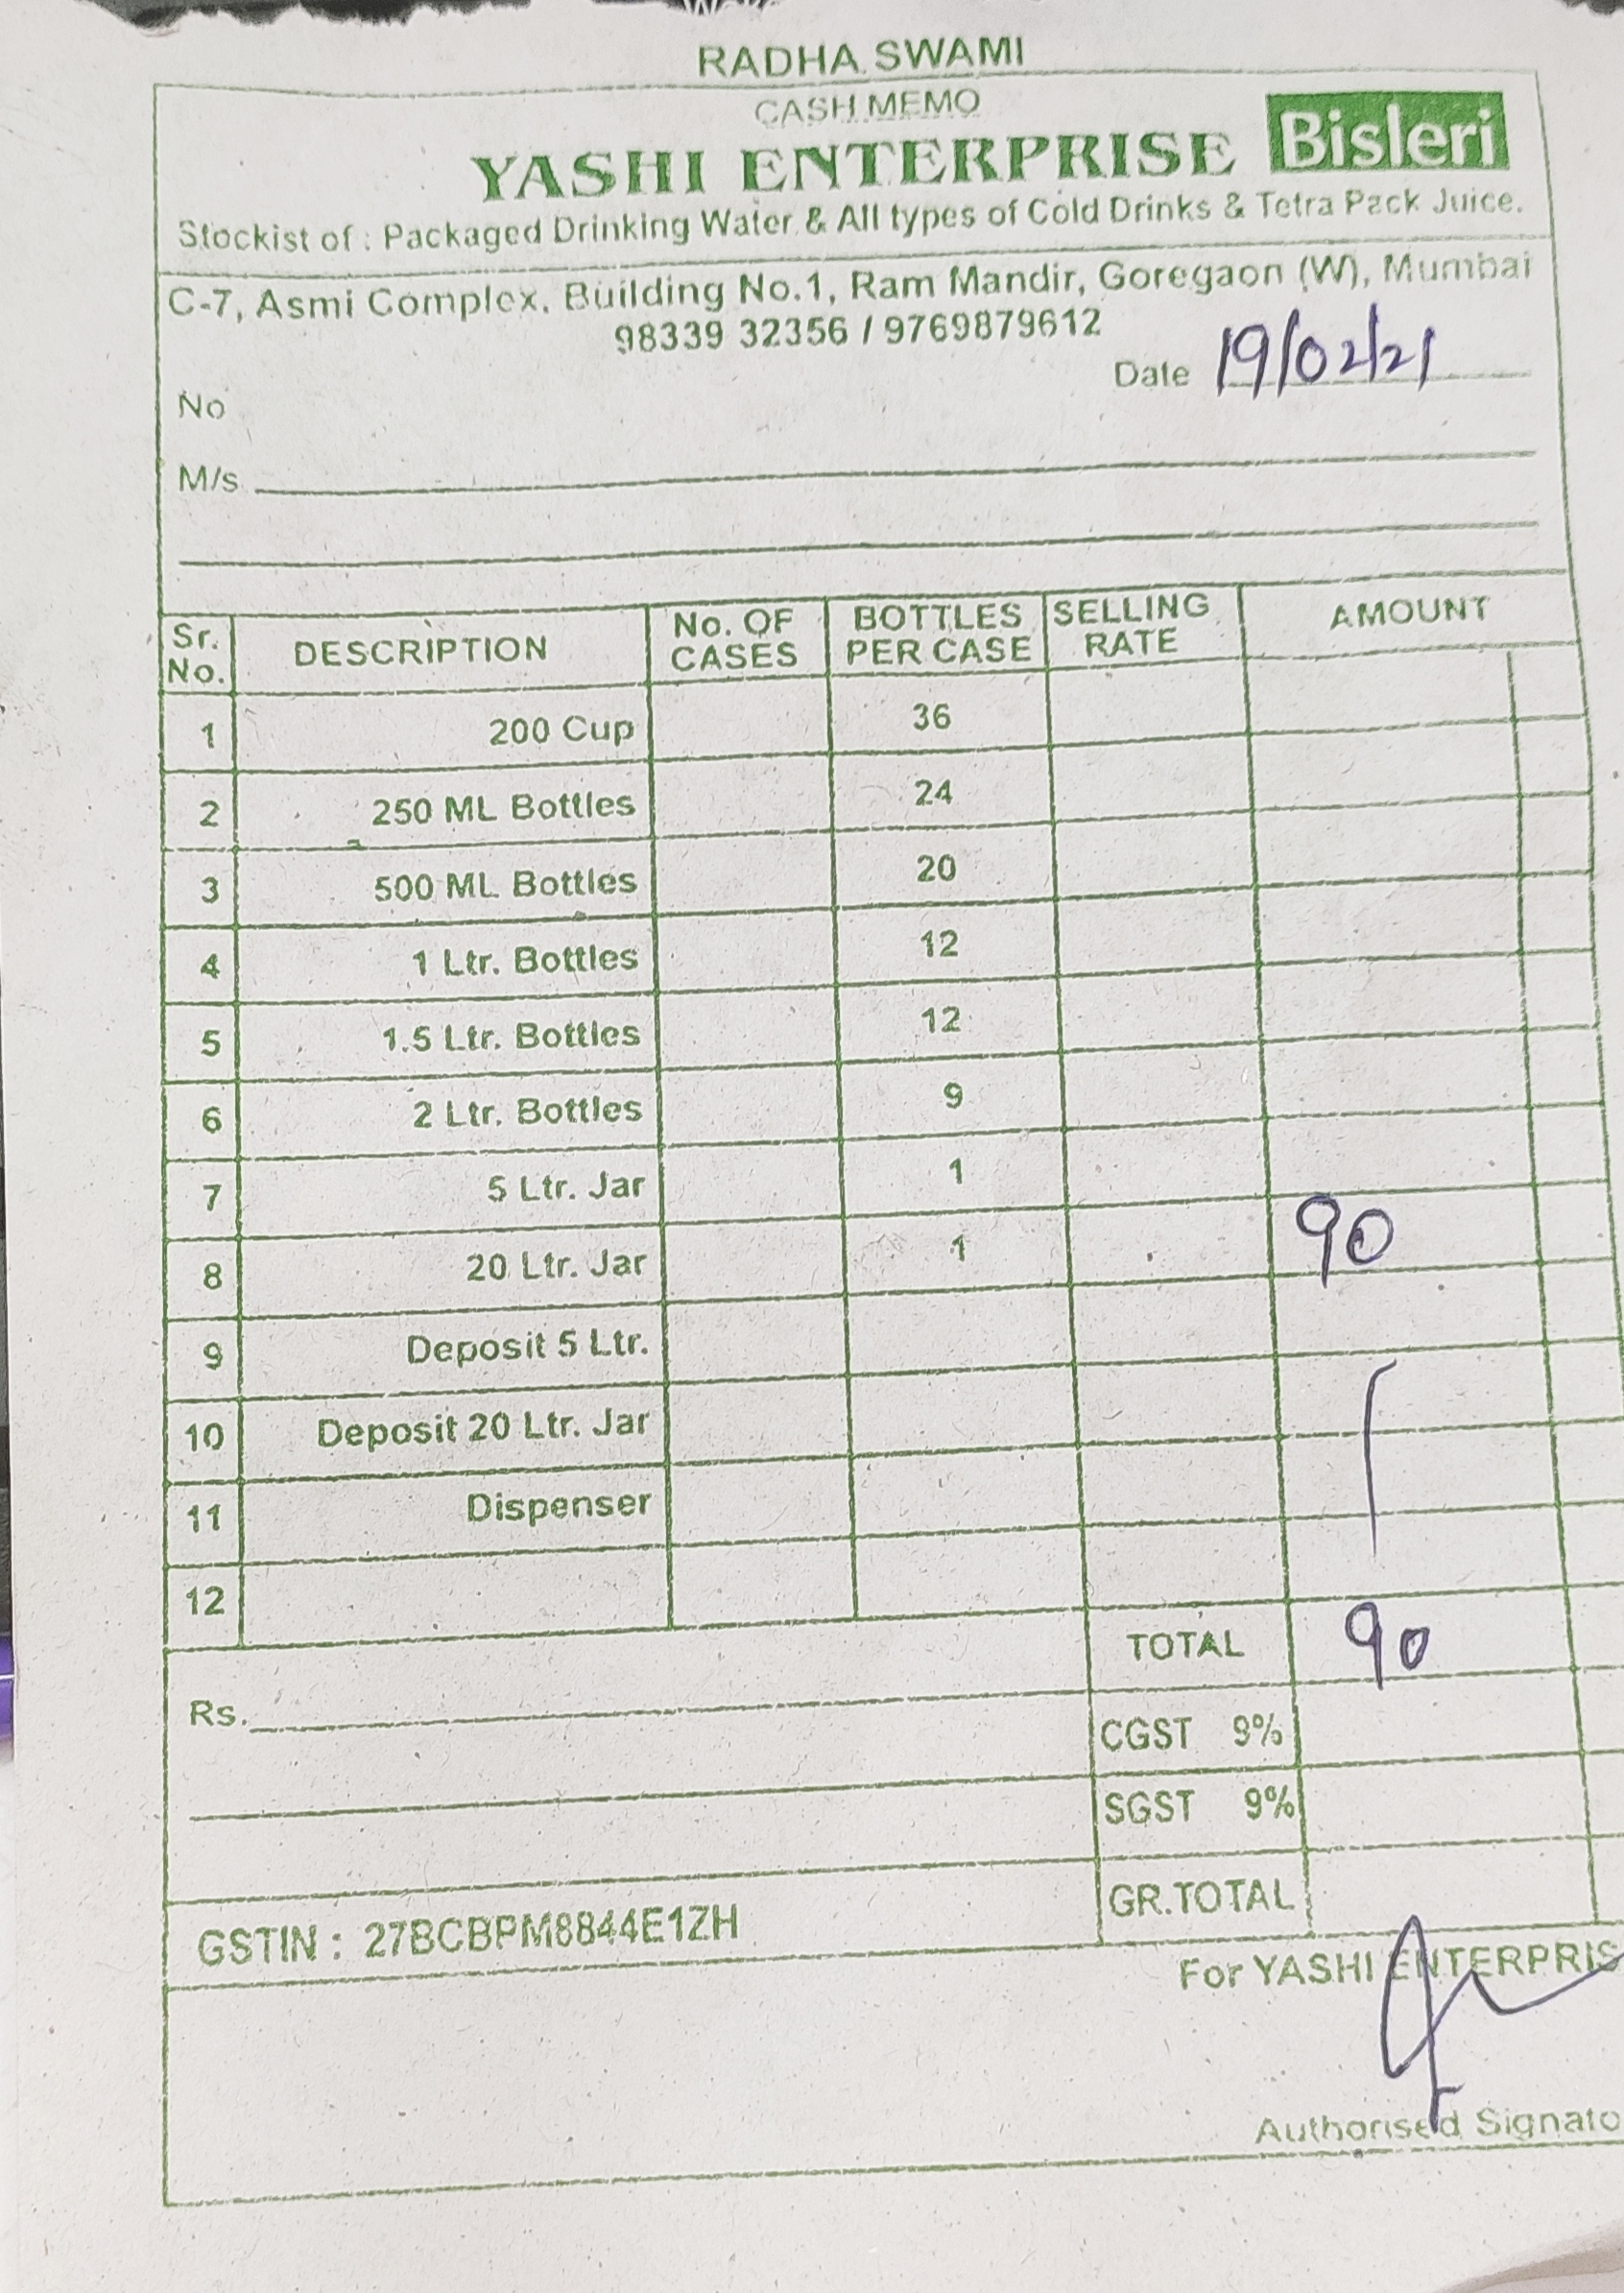 RADHA SWAMI
CASH MEMO
YASHI ENTERPRISE Bisleri
Stockist of : Packaged Drinking Water & All types of Cold Drinks & Tetra Pack Juice.
C-7, Asmi Complex, Building No.1, Ram Mandir, Goregaon (W), Mumbai
98339 32356 / 9769879612
Date 19/02/21
No
M/s
Sr. No. DESCRIPTION No. OF CASES BOTTLES PER CASE SELLING RATE AMOUNT
1 200 Cup 36
2 250 ML Bottles 24
3 500 ML Bottles 20
4 1 Ltr. Bottles 12
5 1.5 Ltr. Bottles 12
6 2 Ltr. Bottles 9
7 5 Ltr. Jar 1
8 20 Ltr. Jar 1 90
9 Deposit 5 Ltr.
10 Deposit 20 Ltr. Jar
11 Dispenser
12
TOTAL 90
Rs.
CGST 9%
SGST 9%
GR.TOTAL
GSTIN : 27BCBPM8844E1ZH
For YASHI ENTERPRIS
Authorised Signato